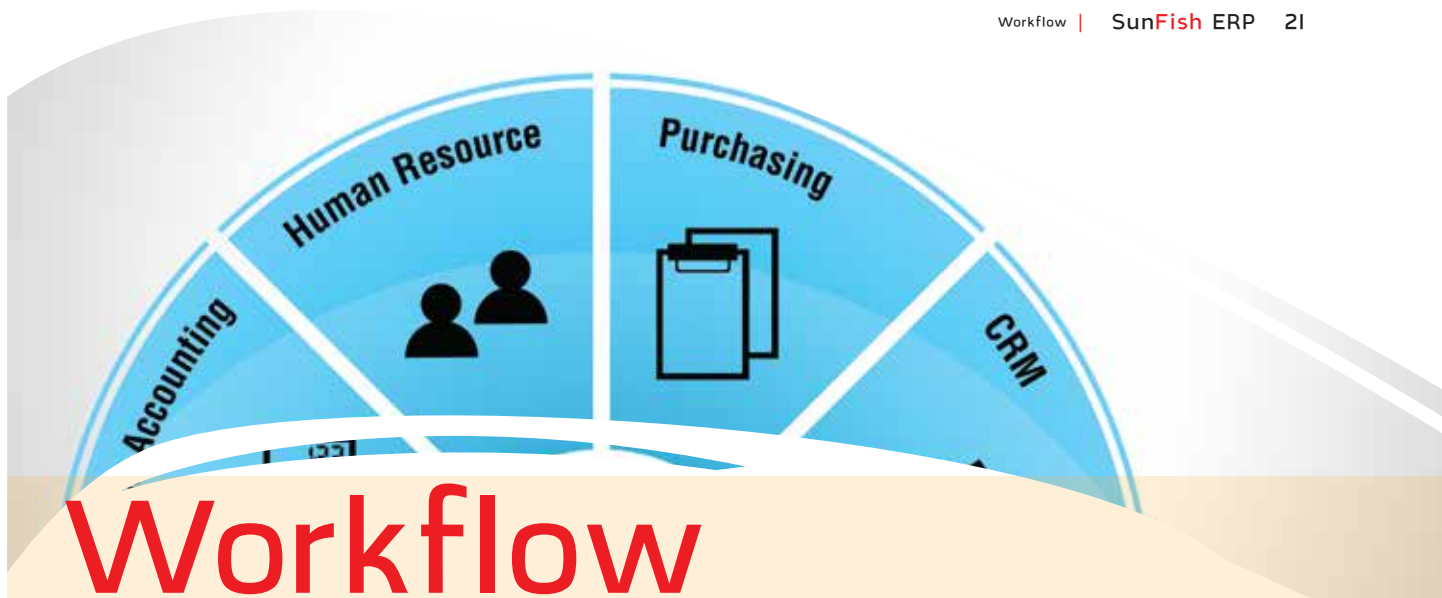 Workflow | SunFish ERP 21
Human Resource
Purchasing
Accounting
CRM
Workflow